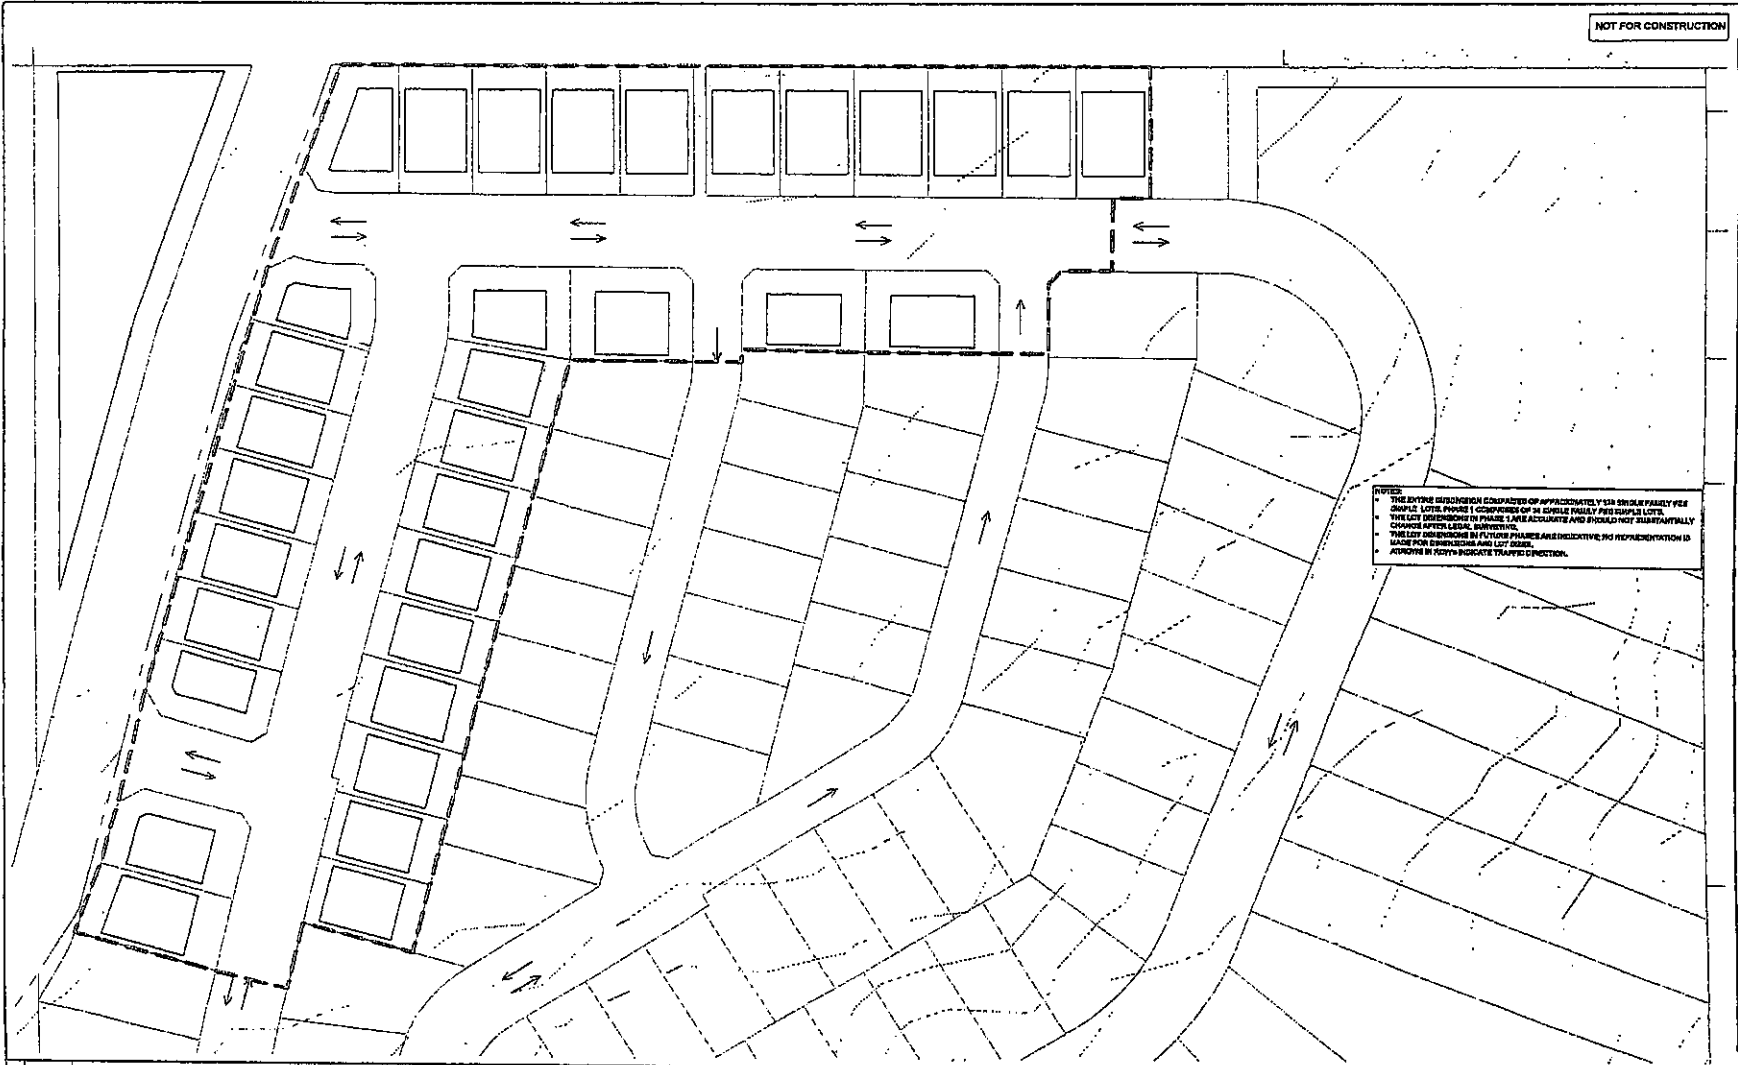 NOT FOR CONSTRUCTION
NOTES:
THE ENTIRE SUBDIVISION COMPRISED OF APPROXIMATELY SINGLE FAMILY FEE
SIMPLE LOTS. PHASE 1 COMPRISES OF SINGLE FAMILY FEE SIMPLE LOTS.
THE LOT DIMENSIONS IN PHASE 1 ARE ACCURATE AND SHOULD NOT SUBSTANTIALLY
CHANGE AFTER LEGAL SURVEYING.
THE LOT DIMENSIONS IN FUTURE PHASES ARE INDICATIVE; NO REPRESENTATION IS
MADE FOR DIMENSIONS AND LOT SIZES.
ARROWS IN INDICATE TRAFFIC DIRECTION.